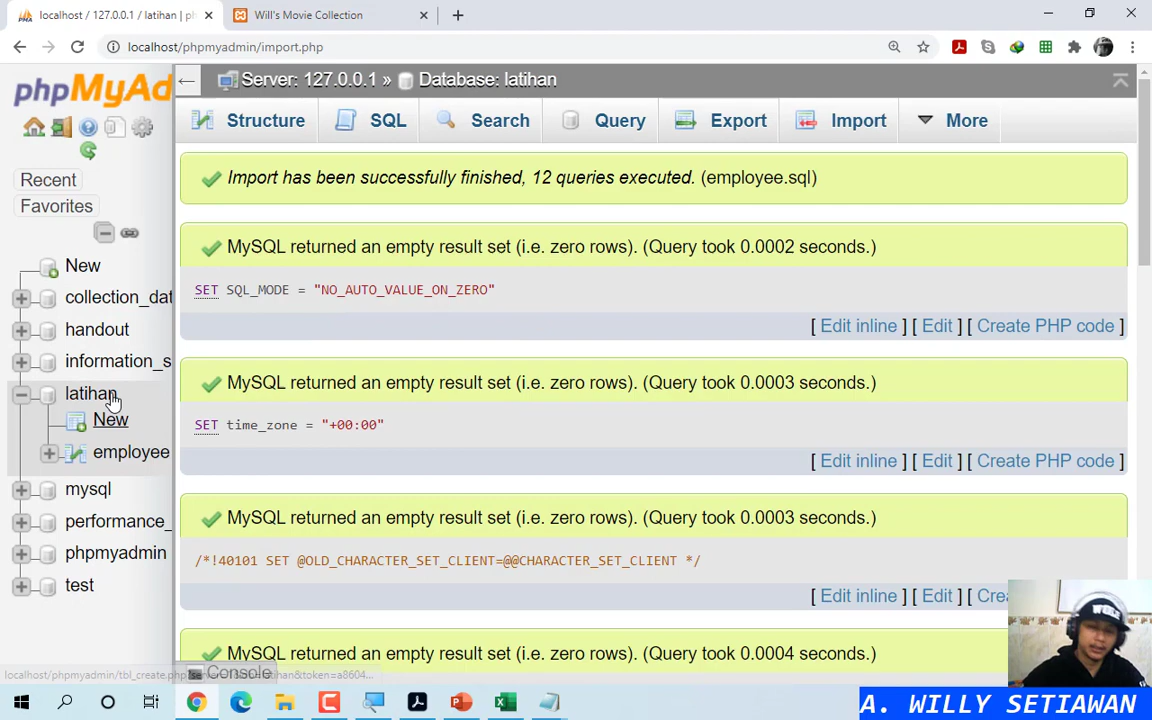 localhost / 127.0.0.1 / latihan | p
Will's Movie Collection
localhost/phpmyadmin/import.php
phpMyAd
Recent
Favorites
New
collection_dat
handout
information_s
latihan
New
employee
mysql
performance_
phpmyadmin
test
Server: 127.0.0.1 » Database: latihan
Structure
SQL
Search
Query
Export
Import
More
Import has been successfully finished, 12 queries executed. (employee.sql)
MySQL returned an empty result set (i.e. zero rows). (Query took 0.0002 seconds.)
SET SQL_MODE = "NO_AUTO_VALUE_ON_ZERO"
[ Edit inline ] [ Edit ] [ Create PHP code ]
MySQL returned an empty result set (i.e. zero rows). (Query took 0.0003 seconds.)
SET time_zone = "+00:00"
[ Edit inline ] [ Edit ] [ Create PHP code ]
MySQL returned an empty result set (i.e. zero rows). (Query took 0.0003 seconds.)
/*!40101 SET @OLD_CHARACTER_SET_CLIENT=@@CHARACTER_SET_CLIENT */
[ Edit inline ] [ Edit ] [ Crea
MySQL returned an empty result set (i.e. zero rows). (Query took 0.0004 seconds.)
Console
A. WILLY SETIAWAN